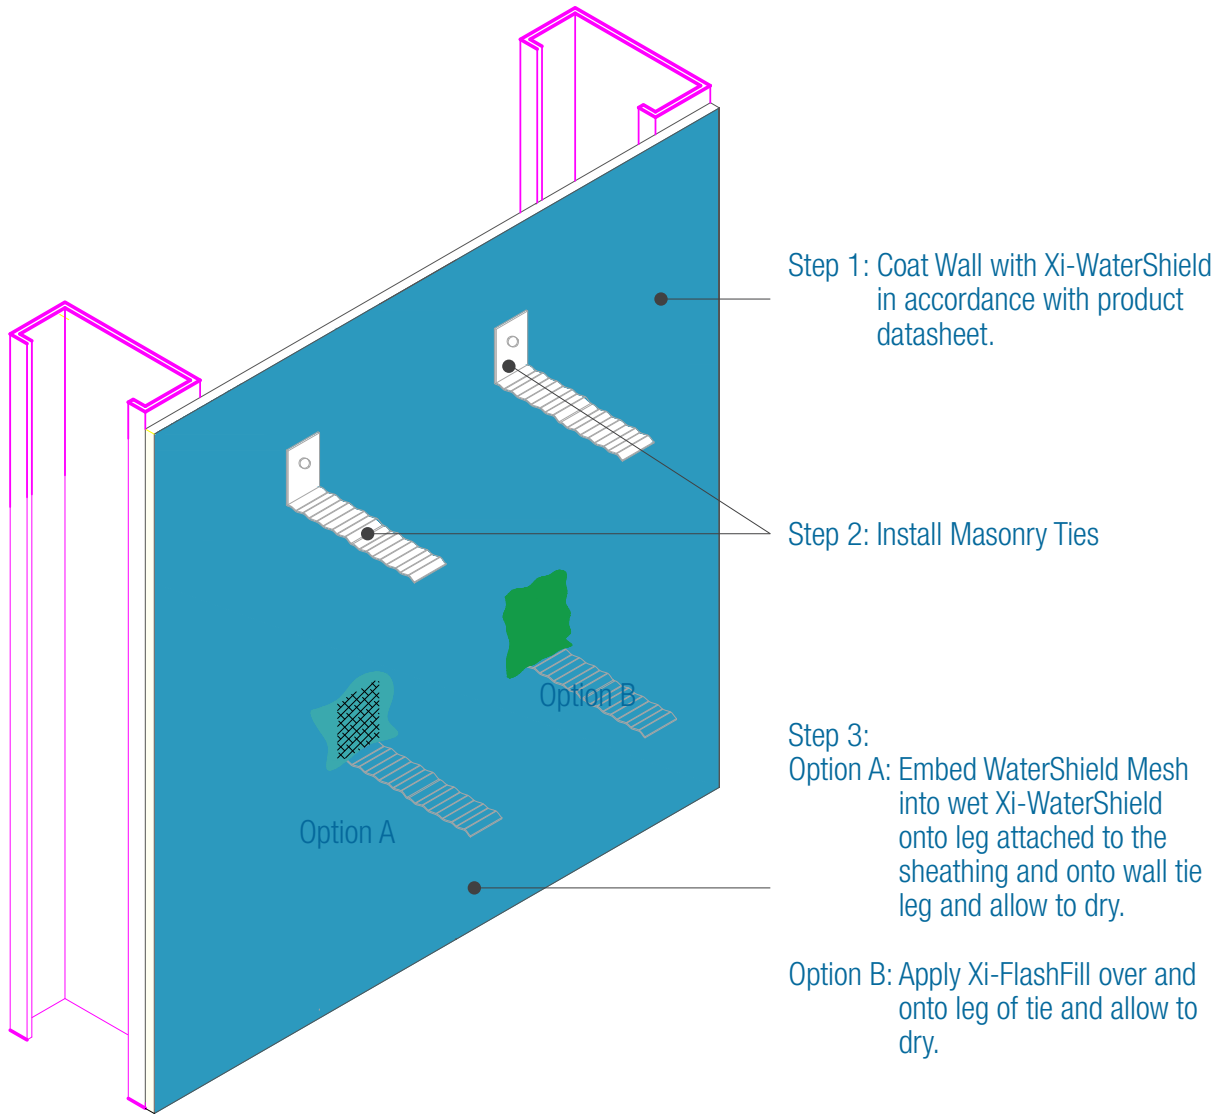 Step 1: Coat Wall with Xi-WaterShield
in accordance with product
datasheet.
Step 2: Install Masonry Ties
Option B
Option A
Step 3:
Option A: Embed WaterShield Mesh
into wet Xi-WaterShield
onto leg attached to the
sheathing and onto wall tie
leg and allow to dry.
Option B: Apply Xi-FlashFill over and
onto leg of tie and allow to
dry.